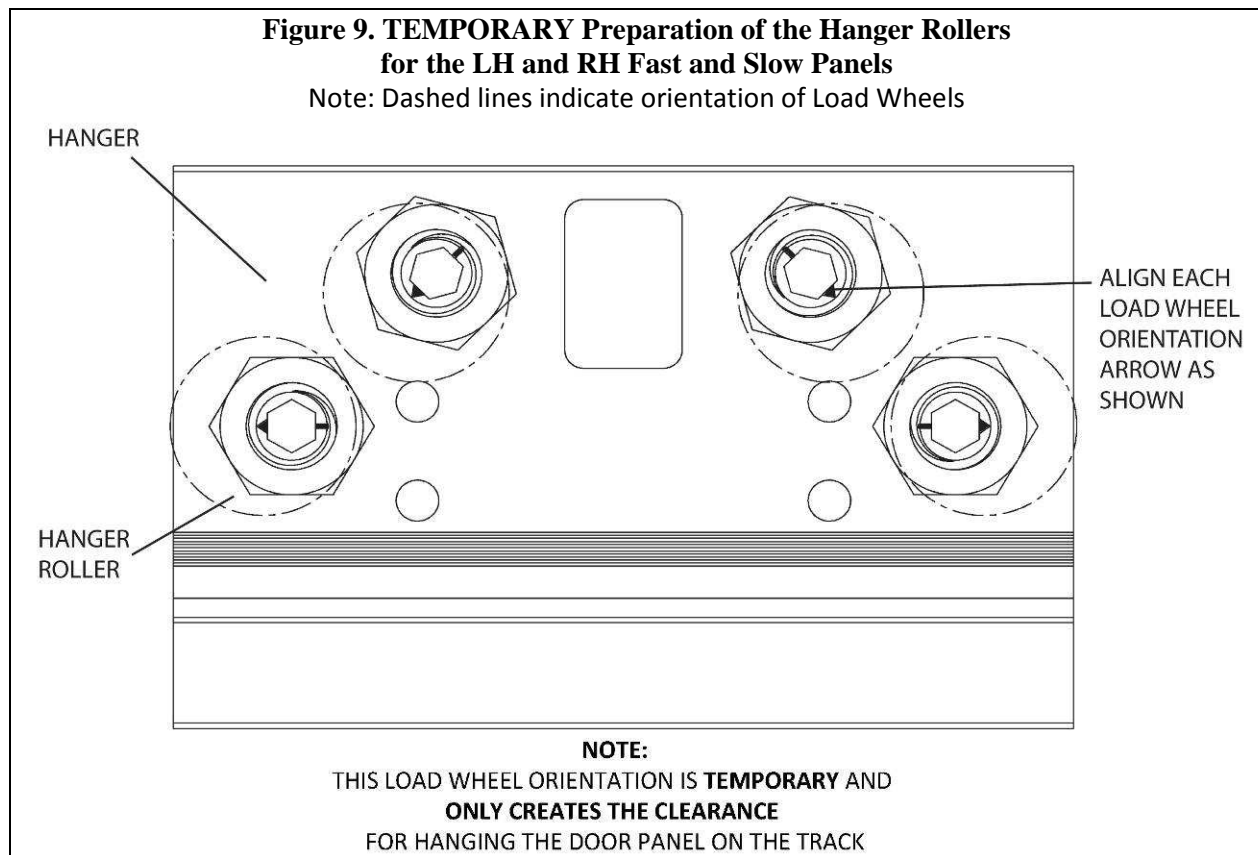 Figure 9. TEMPORARY Preparation of the Hanger Rollers
for the LH and RH Fast and Slow Panels
Note: Dashed lines indicate orientation of Load Wheels
HANGER
ALIGN EACH
LOAD WHEEL
ORIENTATION
ARROW AS
SHOWN
HANGER
ROLLER
NOTE:
THIS LOAD WHEEL ORIENTATION IS TEMPORARY AND
ONLY CREATES THE CLEARANCE
FOR HANGING THE DOOR PANEL ON THE TRACK